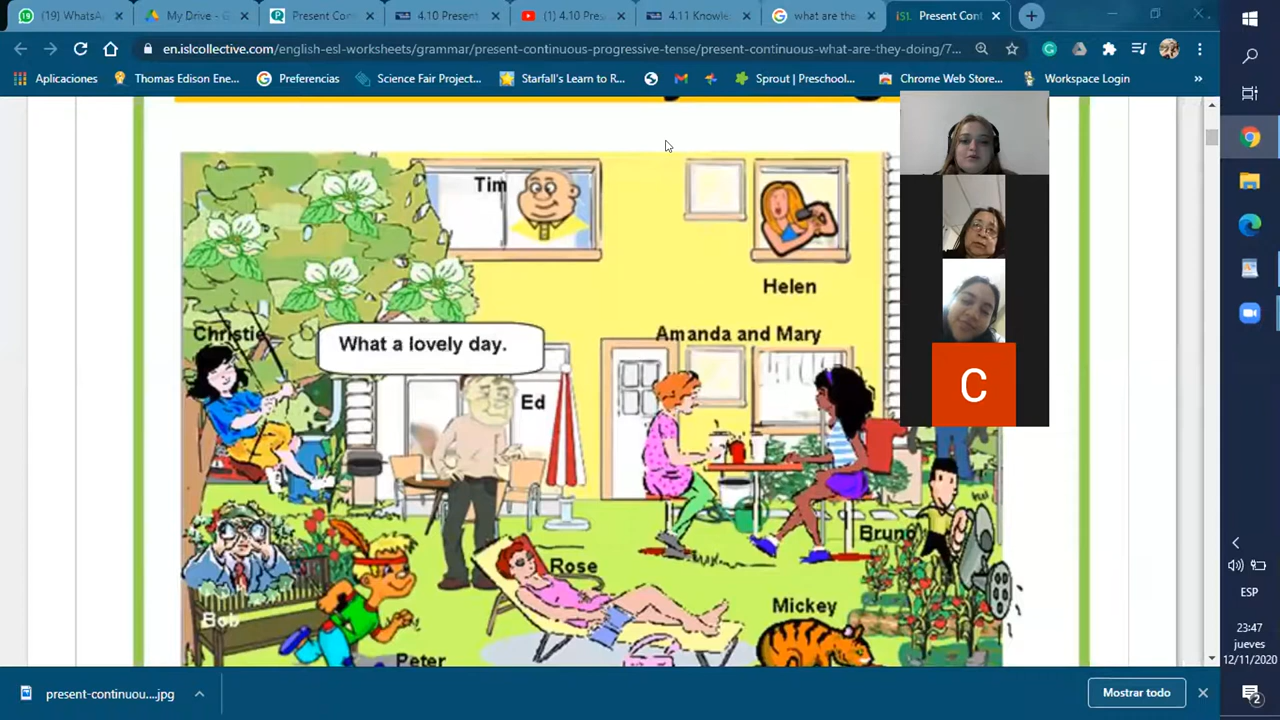 (19) WhatsA
My Drive - G
Present Con
4.10 Present
(1) 4.10 Pres
4.11 Knowle
what are the
Present Cont
en.islcollective.com/english-esl-worksheets/grammar/present-continuous-progressive-tense/present-continuous-what-are-they-doing/7...
Aplicaciones
Thomas Edison Ene...
Preferencias
Science Fair Project...
Starfall's Learn to R...
Sprout | Preschool...
Chrome Web Store...
Workspace Login
»
Tim
Helen
Christie
What a lovely day.
Amanda and Mary
Ed
C
Bruno
Rose
Bob
Mickey
Peter
ESP
23:47
jueves
12/11/2020
2
present-continuou....jpg
Mostrar todo